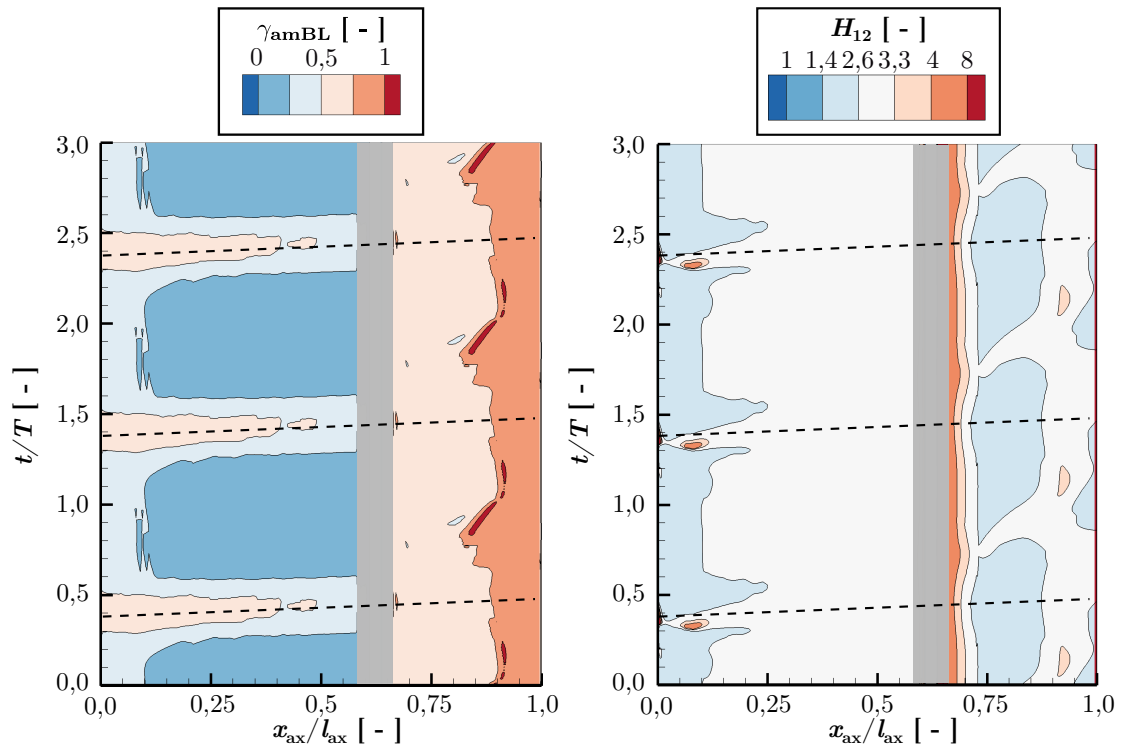 γamBL [ - ]
0 0,5 1
H12 [ - ]
1 1,4 2,6 3,3 4 8
3,0
2,5
2,0
1,5
1,0
0,5
0,0
t/T [ - ]
0,0 0,25 0,5 0,75 1,0
xax/lax [ - ]
3,0
2,5
2,0
1,5
1,0
0,5
0,0
t/T [ - ]
0,0 0,25 0,5 0,75 1,0
xax/lax [ - ]